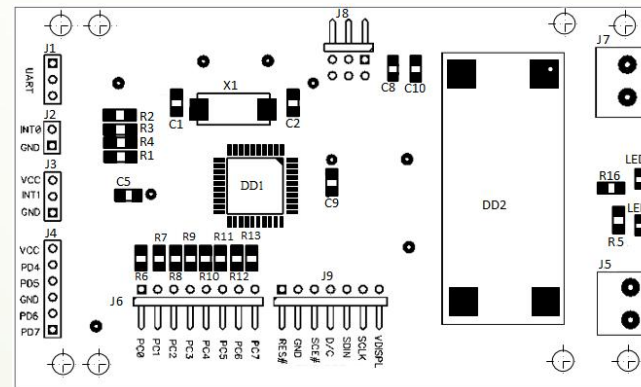 J8
J1
J7
UART
X1
C1
C2
C8
C10
J2
INT0
GND
R2
R3
R4
R1
J3
VCC
INT1
GND
C5
DD1
C9
DD2
LED
R16
LED
R5
J4
VCC
PD4
PD5
GND
PD6
PD7
R7
R9
R11
R13
R6
R8
R10
R12
J6
J9
J5
PC0
PC1
PC2
PC3
PC4
PC5
PC6
PC7
RES#
GND
SCE#
D/C
SDIN
SCLK
VDISPL